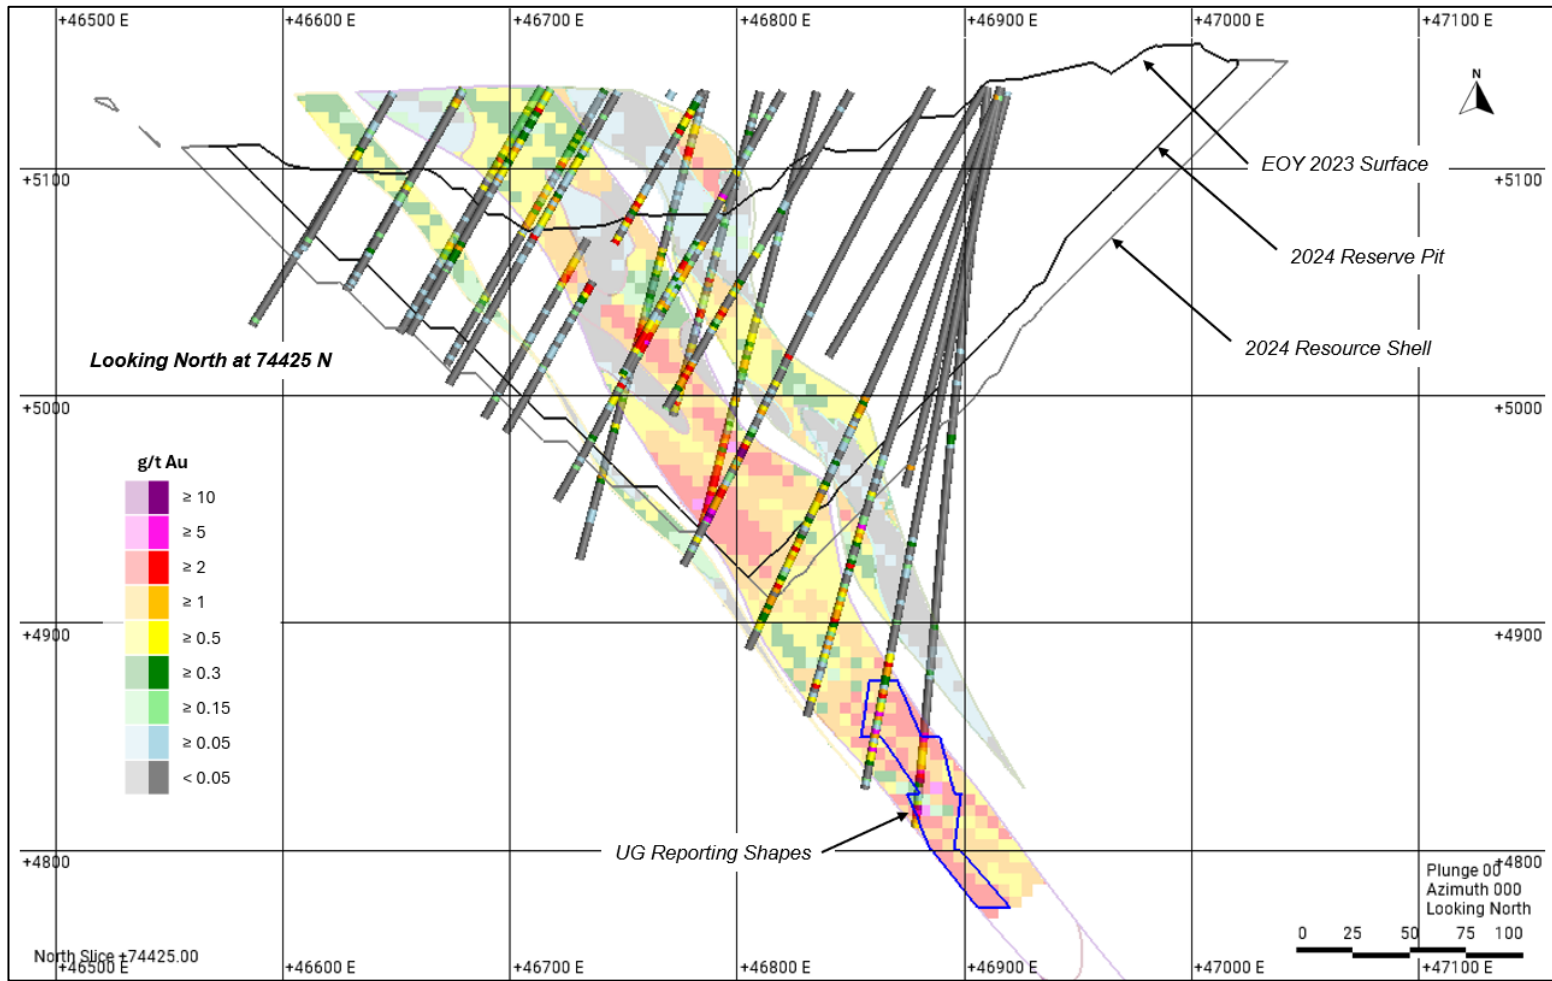 +46500 E
+46600 E
+46700 E
+46800 E
+46900 E
+47000 E
+47100 E
N
EOY 2023 Surface
+5100
+5100
2024 Reserve Pit
2024 Resource Shell
Looking North at 74425 N
+5000
+5000
g/t Au
≥ 10
≥ 5
≥ 2
≥ 1
≥ 0.5
≥ 0.3
≥ 0.15
≥ 0.05
< 0.05
+4900
+4900
UG Reporting Shapes
+4800
+4800
Plunge 00
Azimuth 000
Looking North
0 25 50 75 100
North Slice +74425.00
+46500 E
+46600 E
+46700 E
+46800 E
+46900 E
+47000 E
+47100 E